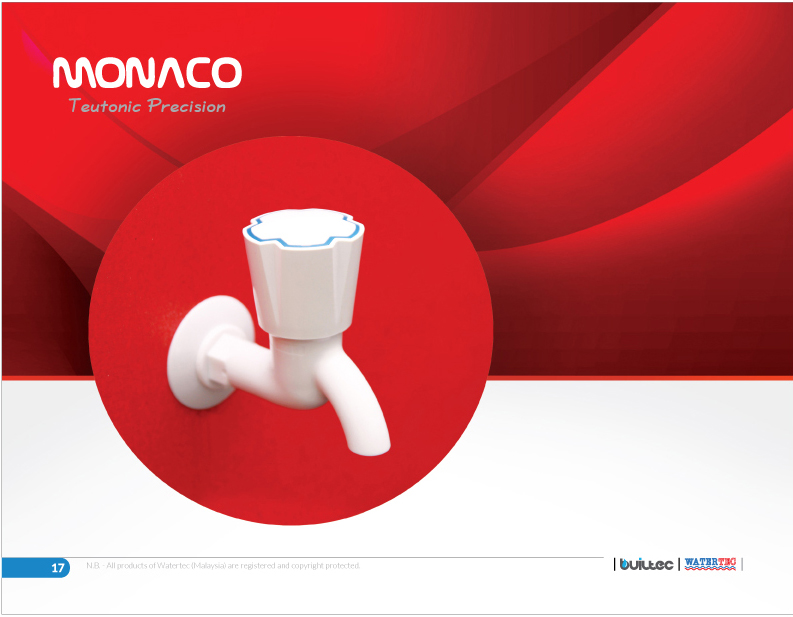 MONACO
Teutonic Precision
17
N.B. - All products of Watertec (Malaysia) are registered and copyright protected.
builtec
WATERTEC